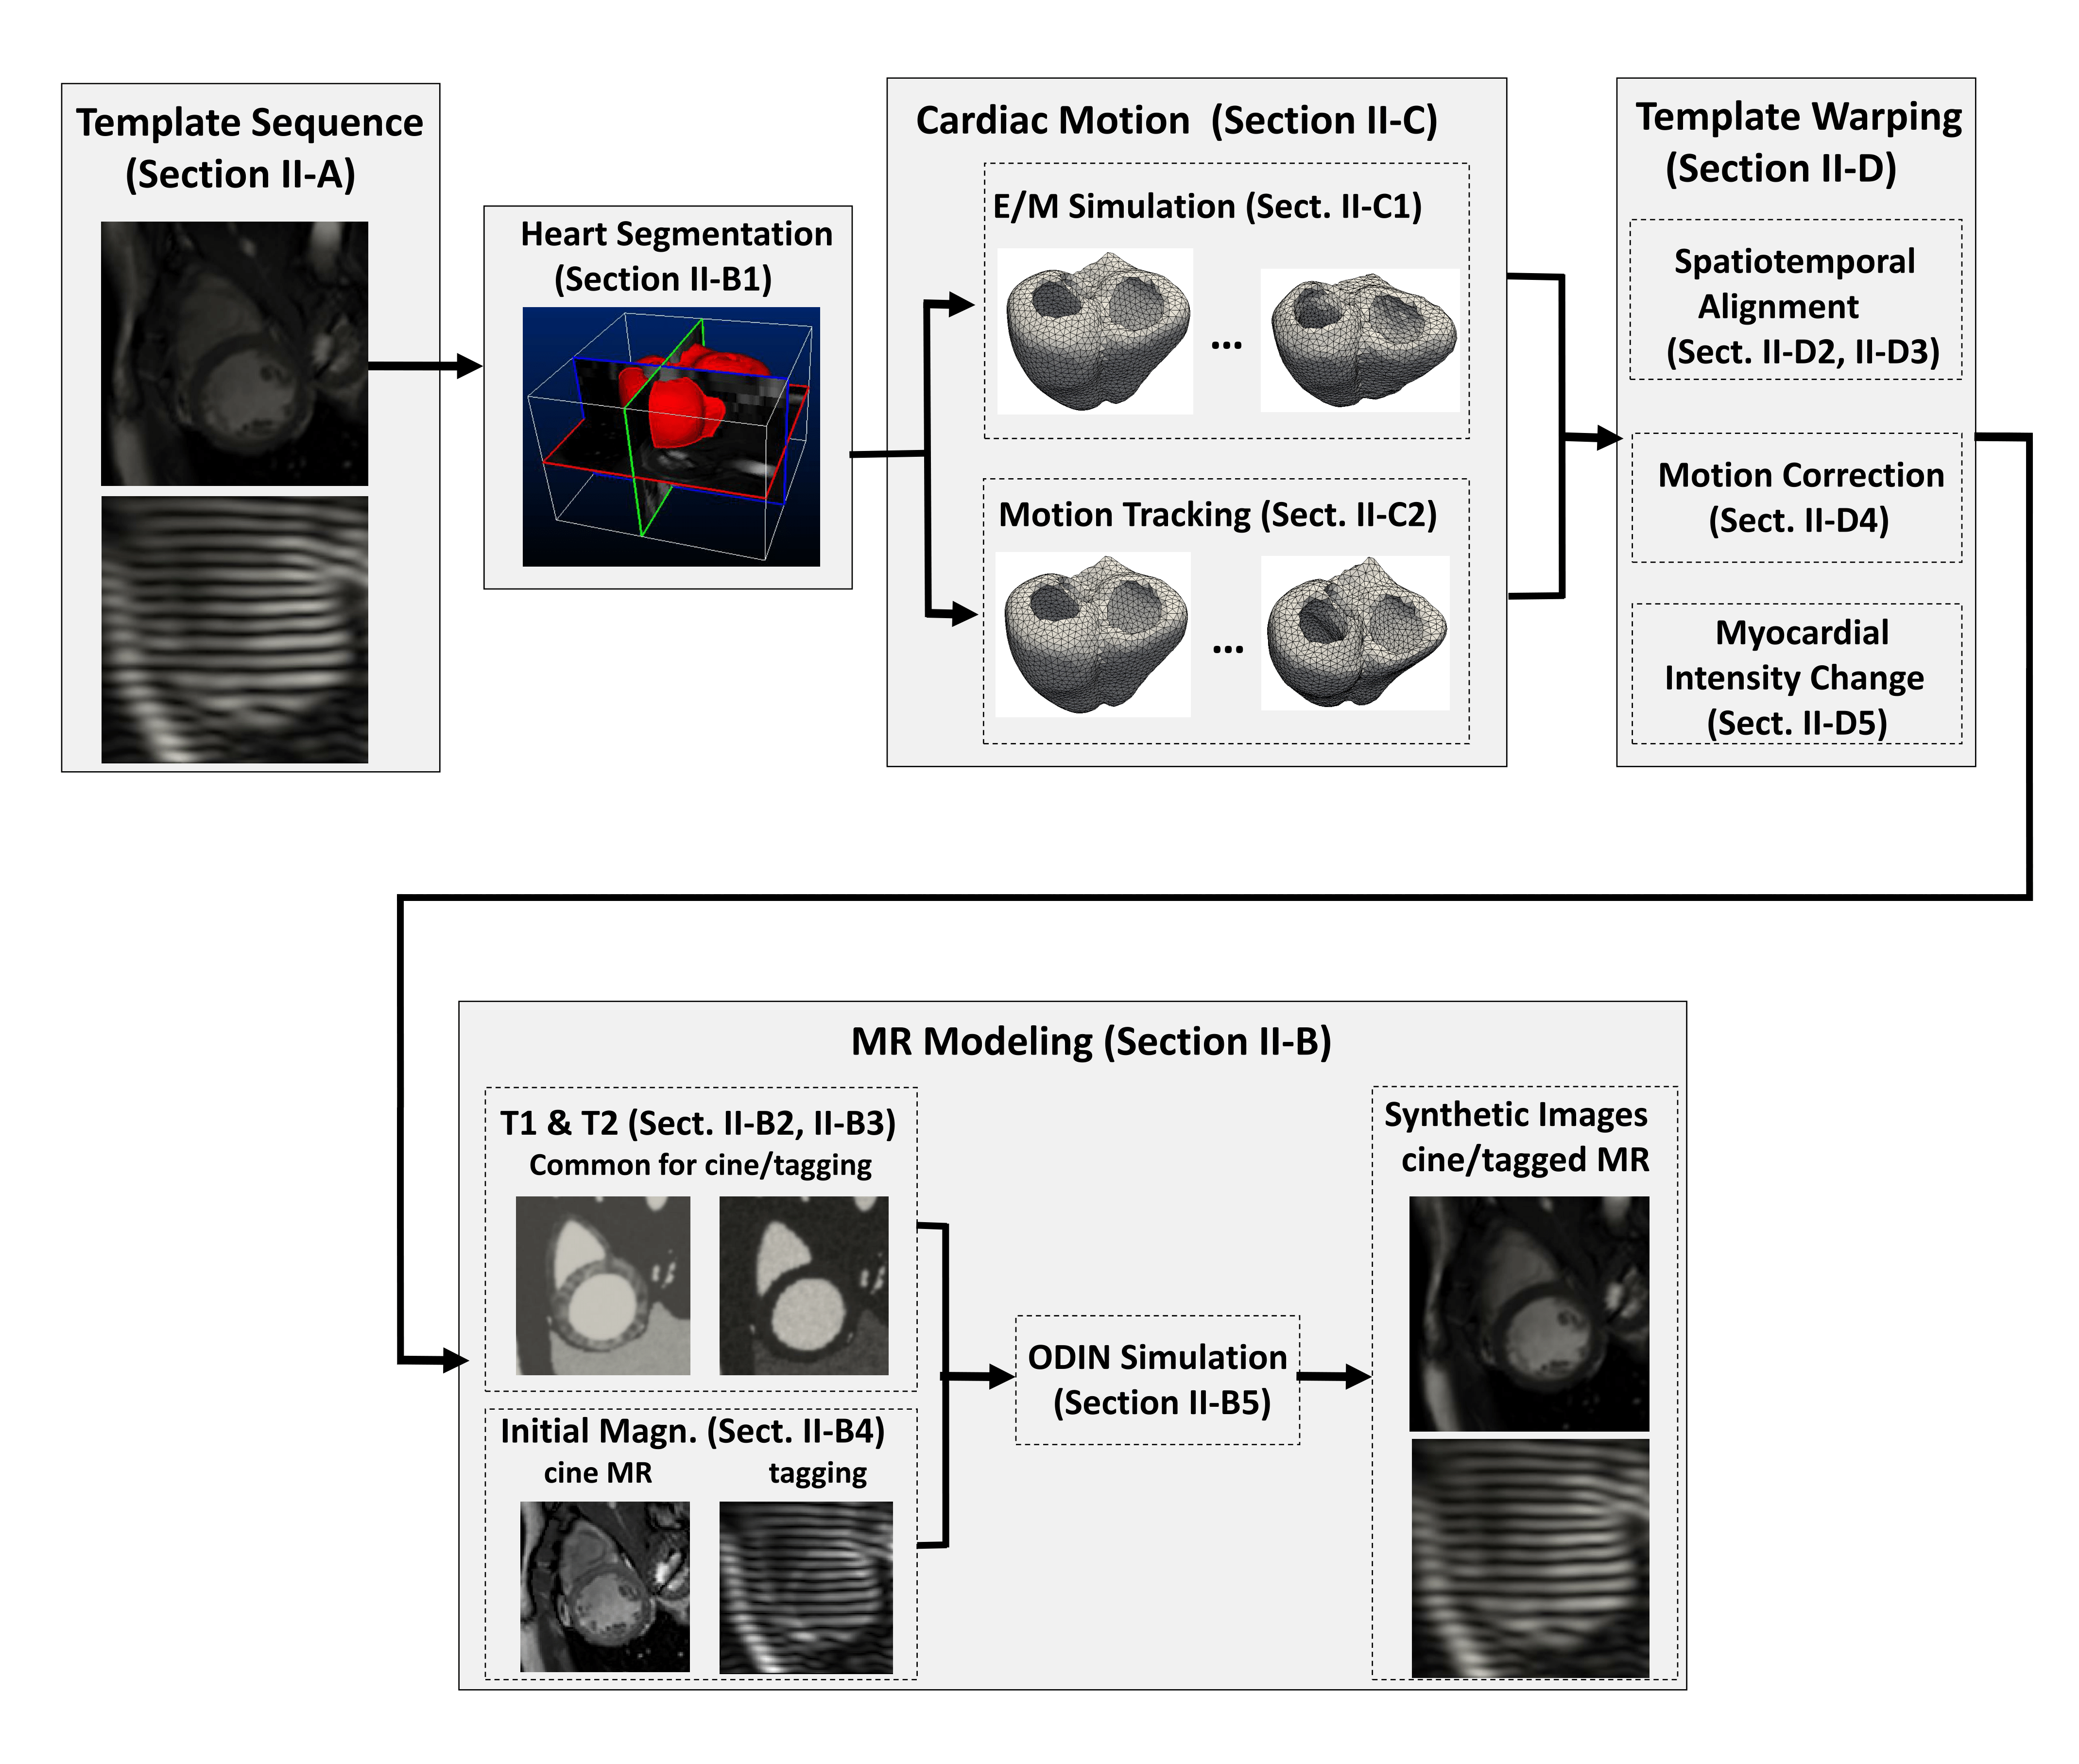 Template Sequence
(Section II-A)
Heart Segmentation
(Section II-B1)
Cardiac Motion (Section II-C)
E/M Simulation (Sect. II-C1)
...
Motion Tracking (Sect. II-C2)
...
Template Warping
(Section II-D)
Spatiotemporal
Alignment
(Sect. II-D2, II-D3)
Motion Correction
(Sect. II-D4)
Myocardial
Intensity Change
(Sect. II-D5)
MR Modeling (Section II-B)
T1 & T2 (Sect. II-B2, II-B3)
Common for cine/tagging
Initial Magn. (Sect. II-B4)
cine MR tagging
ODIN Simulation
(Section II-B5)
Synthetic Images
cine/tagged MR